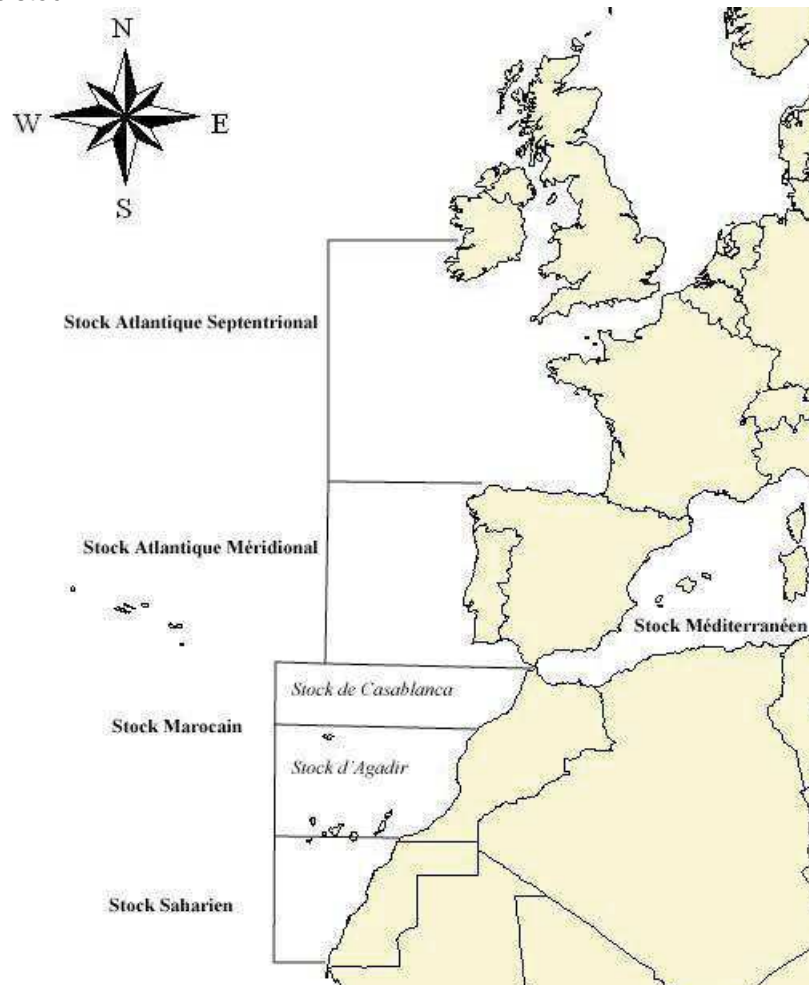 N
W
E
S
Stock Atlantique Septentrional
Stock Atlantique Méridional
Stock Méditerranéen
Stock de Casablanca
Stock Marocain
Stock d'Agadir
Stock Saharien